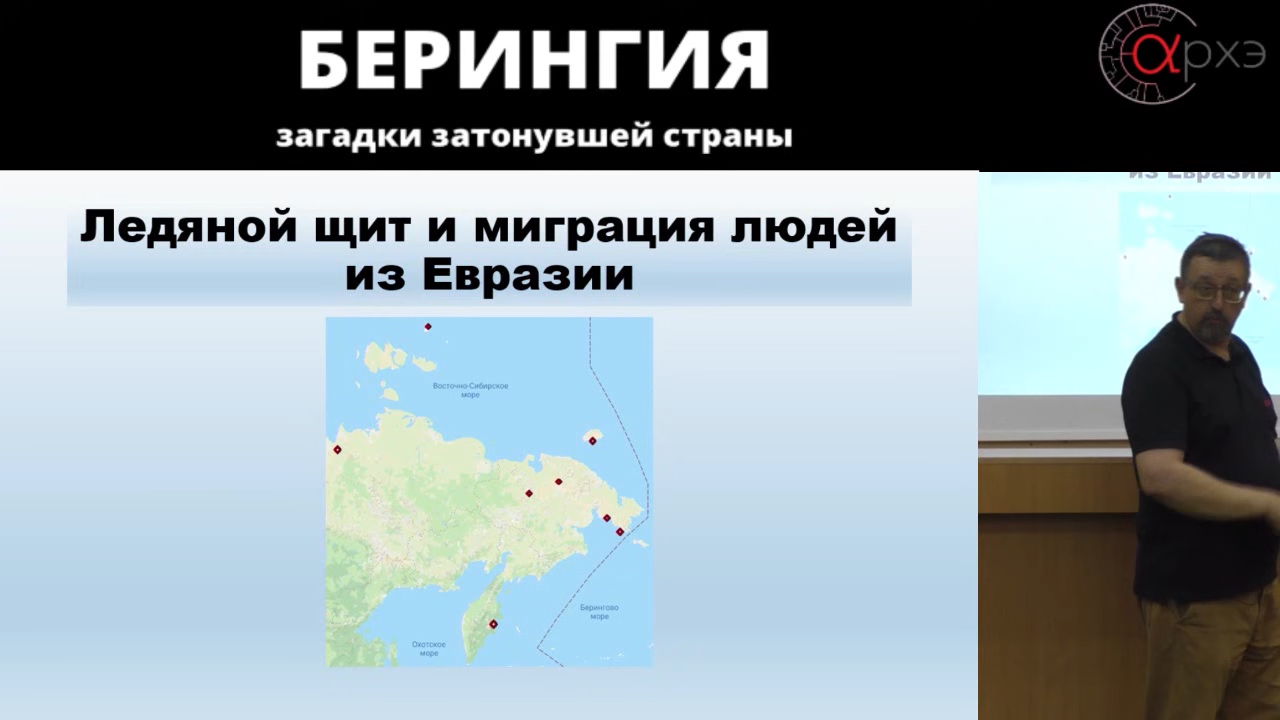 БЕРИНГИЯ
загадки затонувшей страны
αрхэ
Ледяной щит и миграция людей
из Евразии
из Евразии
Восточно-Сибирское
море
Берингово
море
Охотское
море